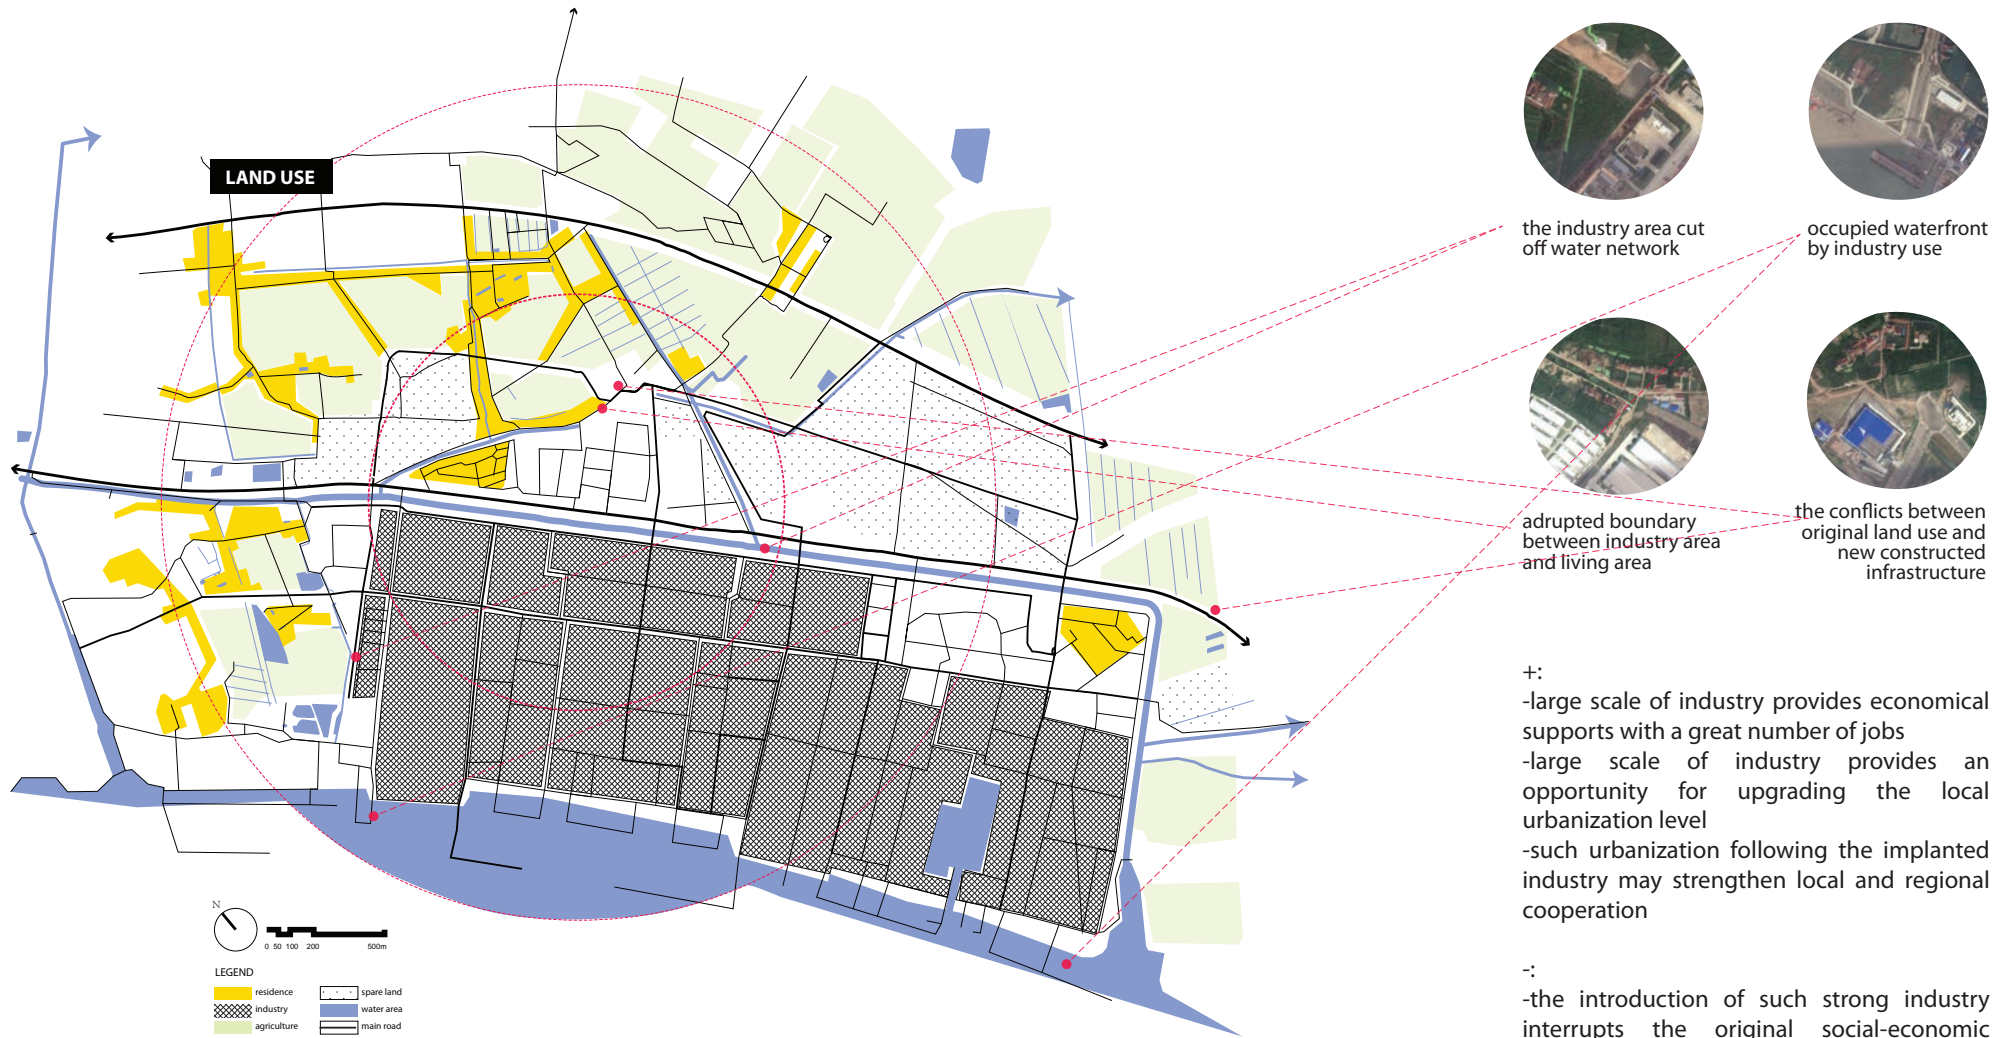 LAND USE
the industry area cut
off water network
occupied waterfront
by industry use
adrupted boundary
between industry area
and living area
the conflicts between
original land use and
new constructed
infrastructure
+:
-large scale of industry provides economical
supports with a great number of jobs
-large scale of industry provides an
opportunity for upgrading the local
urbanization level
-such urbanization following the implanted
industry may strengthen local and regional
cooperation
-:
-the introduction of such strong industry
interrupts the original social-economic
N
0 50 100 200 500m
LEGEND
residence
industry
agriculture
spare land
water area
main road